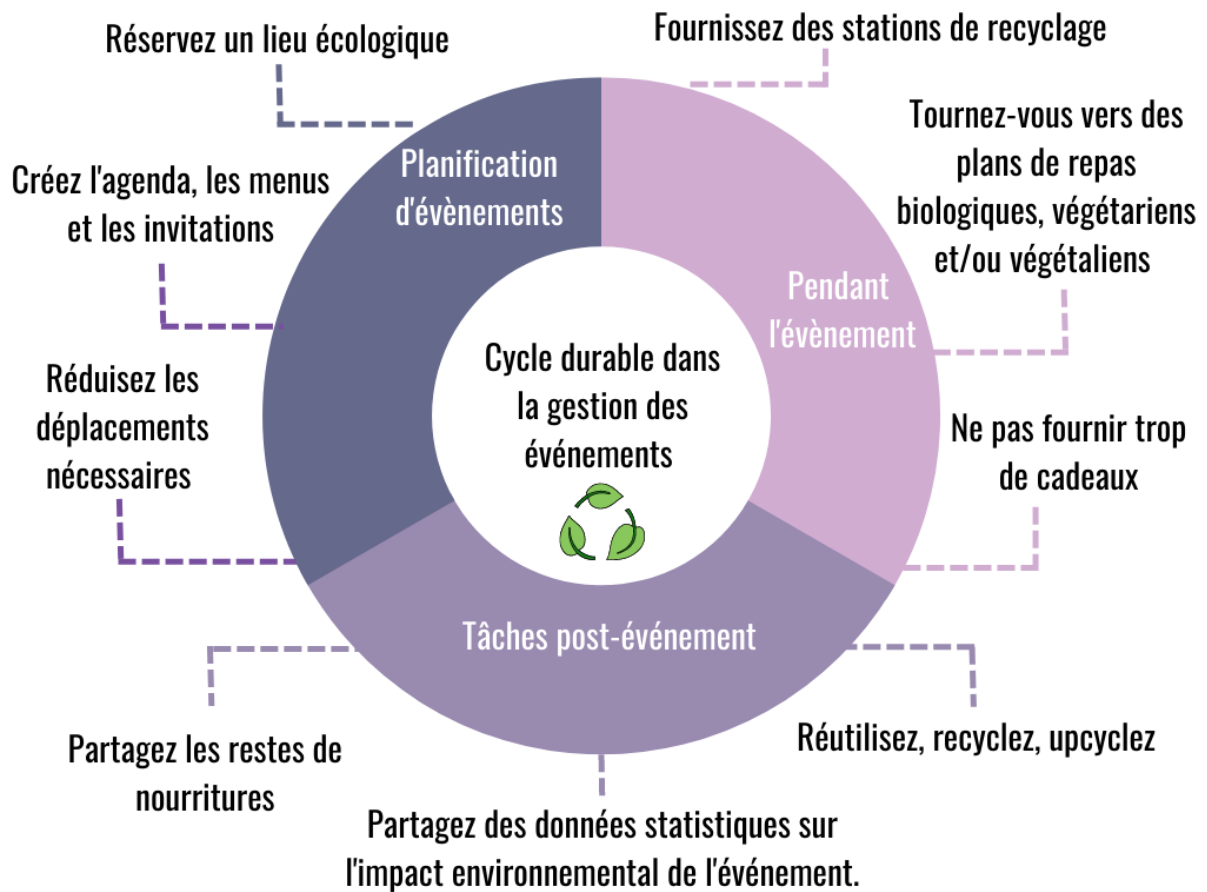 Réservez un lieu écologique
Fournissez des stations de recyclage
Planification
d'évènements
Tournez-vous vers des
plans de repas
biologiques, végétariens
et/ou végétaliens
Créez l'agenda, les menus
et les invitations
Pendant
l'évènement
Cycle durable dans
la gestion des
événements
Réduisez les
déplacements
nécessaires
Ne pas fournir trop
de cadeaux
Tâches post-événement
Partagez les restes de
nourritures
Réutilisez, recyclez, upcyclez
Partagez des données statistiques sur
l'impact environnemental de l'événement.